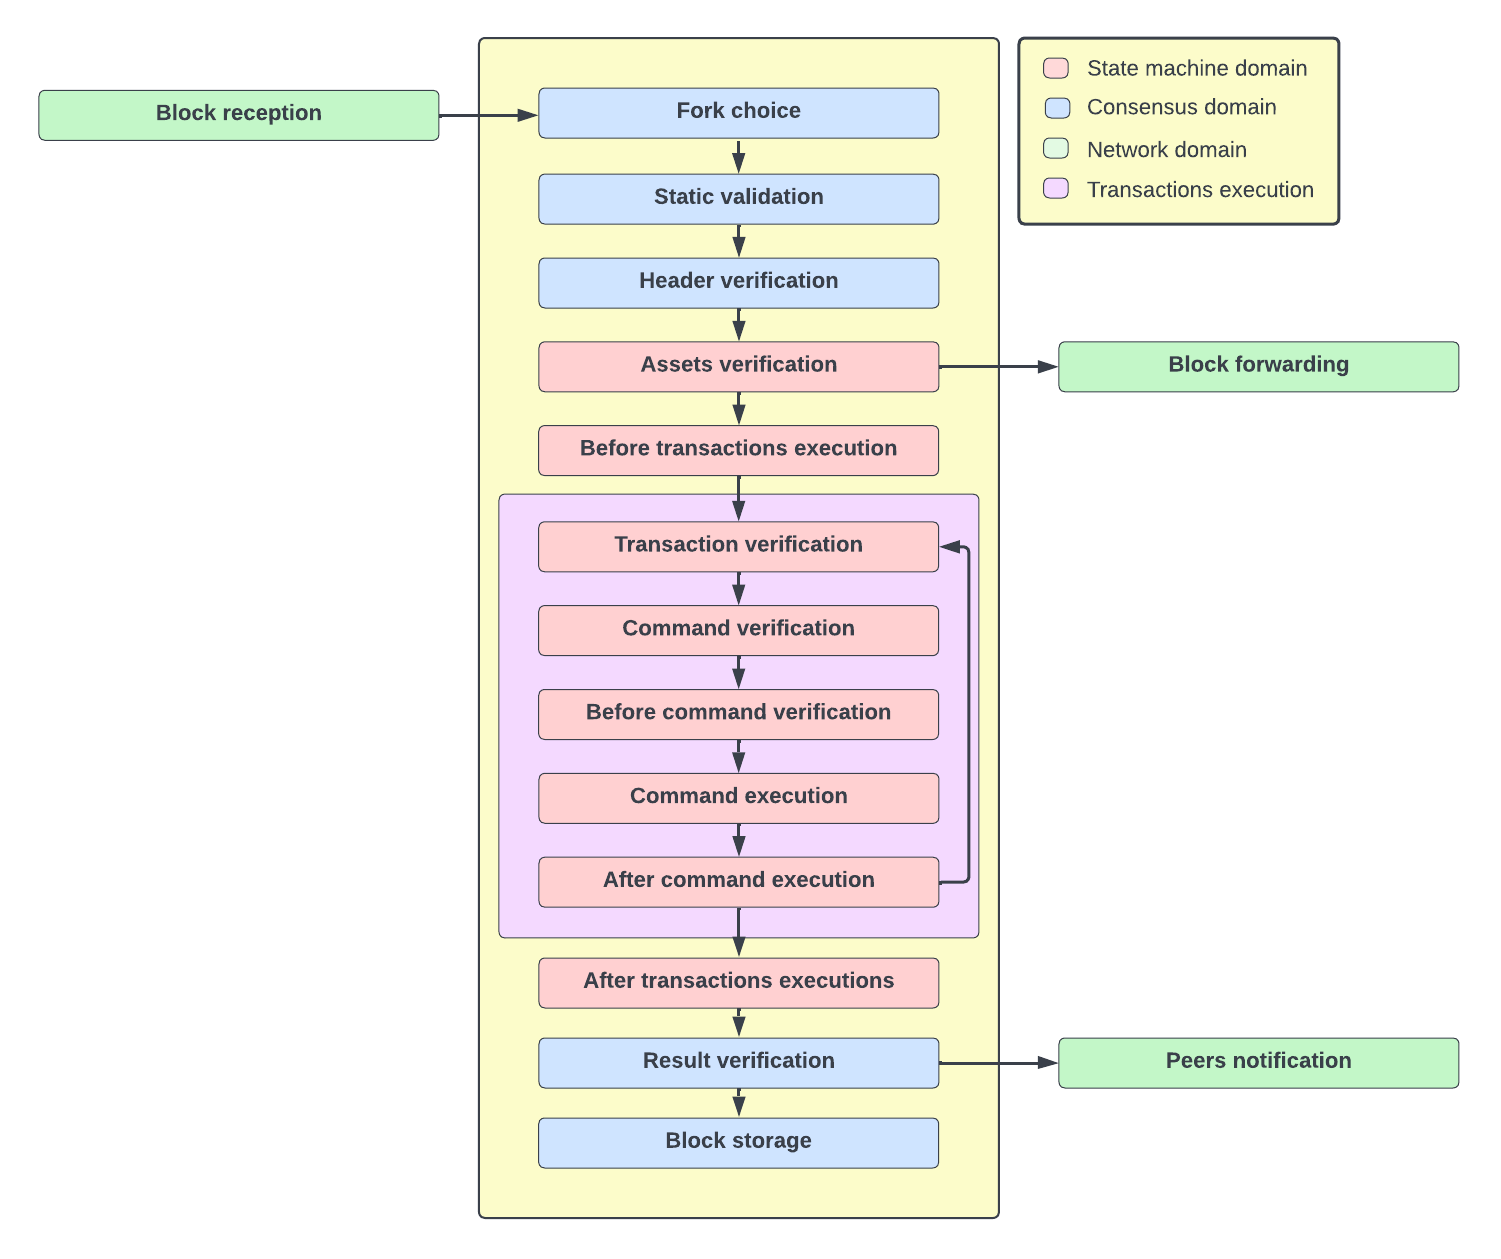 Block reception
Fork choice
State machine domain
Consensus domain
Network domain
Transactions execution
Static validation
Header verification
Assets verification
Block forwarding
Before transactions execution
Transaction verification
Command verification
Before command verification
Command execution
After command execution
After transactions executions
Result verification
Peers notification
Block storage